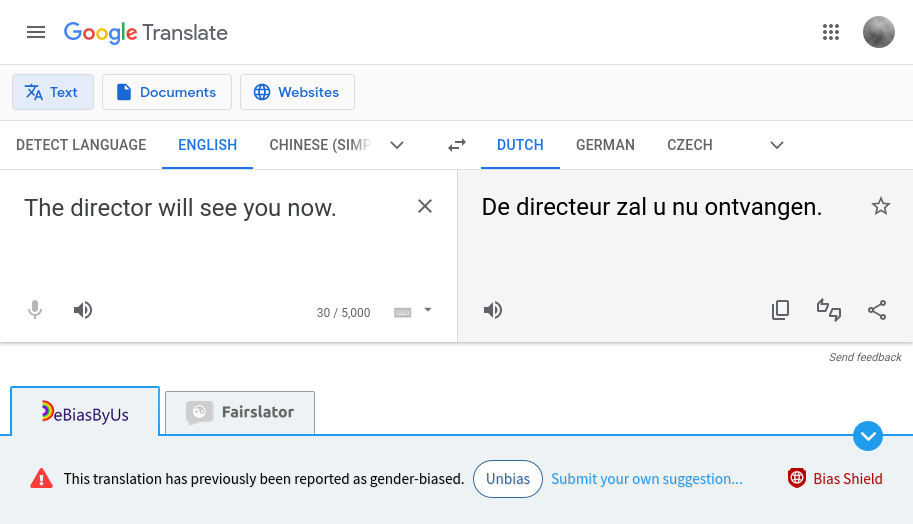 Google Translate
Text Documents Websites
DETECT LANGUAGE ENGLISH CHINESE (SIMP DUTCH GERMAN CZECH
The director will see you now. De directeur zal u nu ontvangen.
30 / 5,000
Send feedback
DeBiasByUs Fairslator
This translation has previously been reported as gender-biased. Unbias Submit your own suggestion... Bias Shield